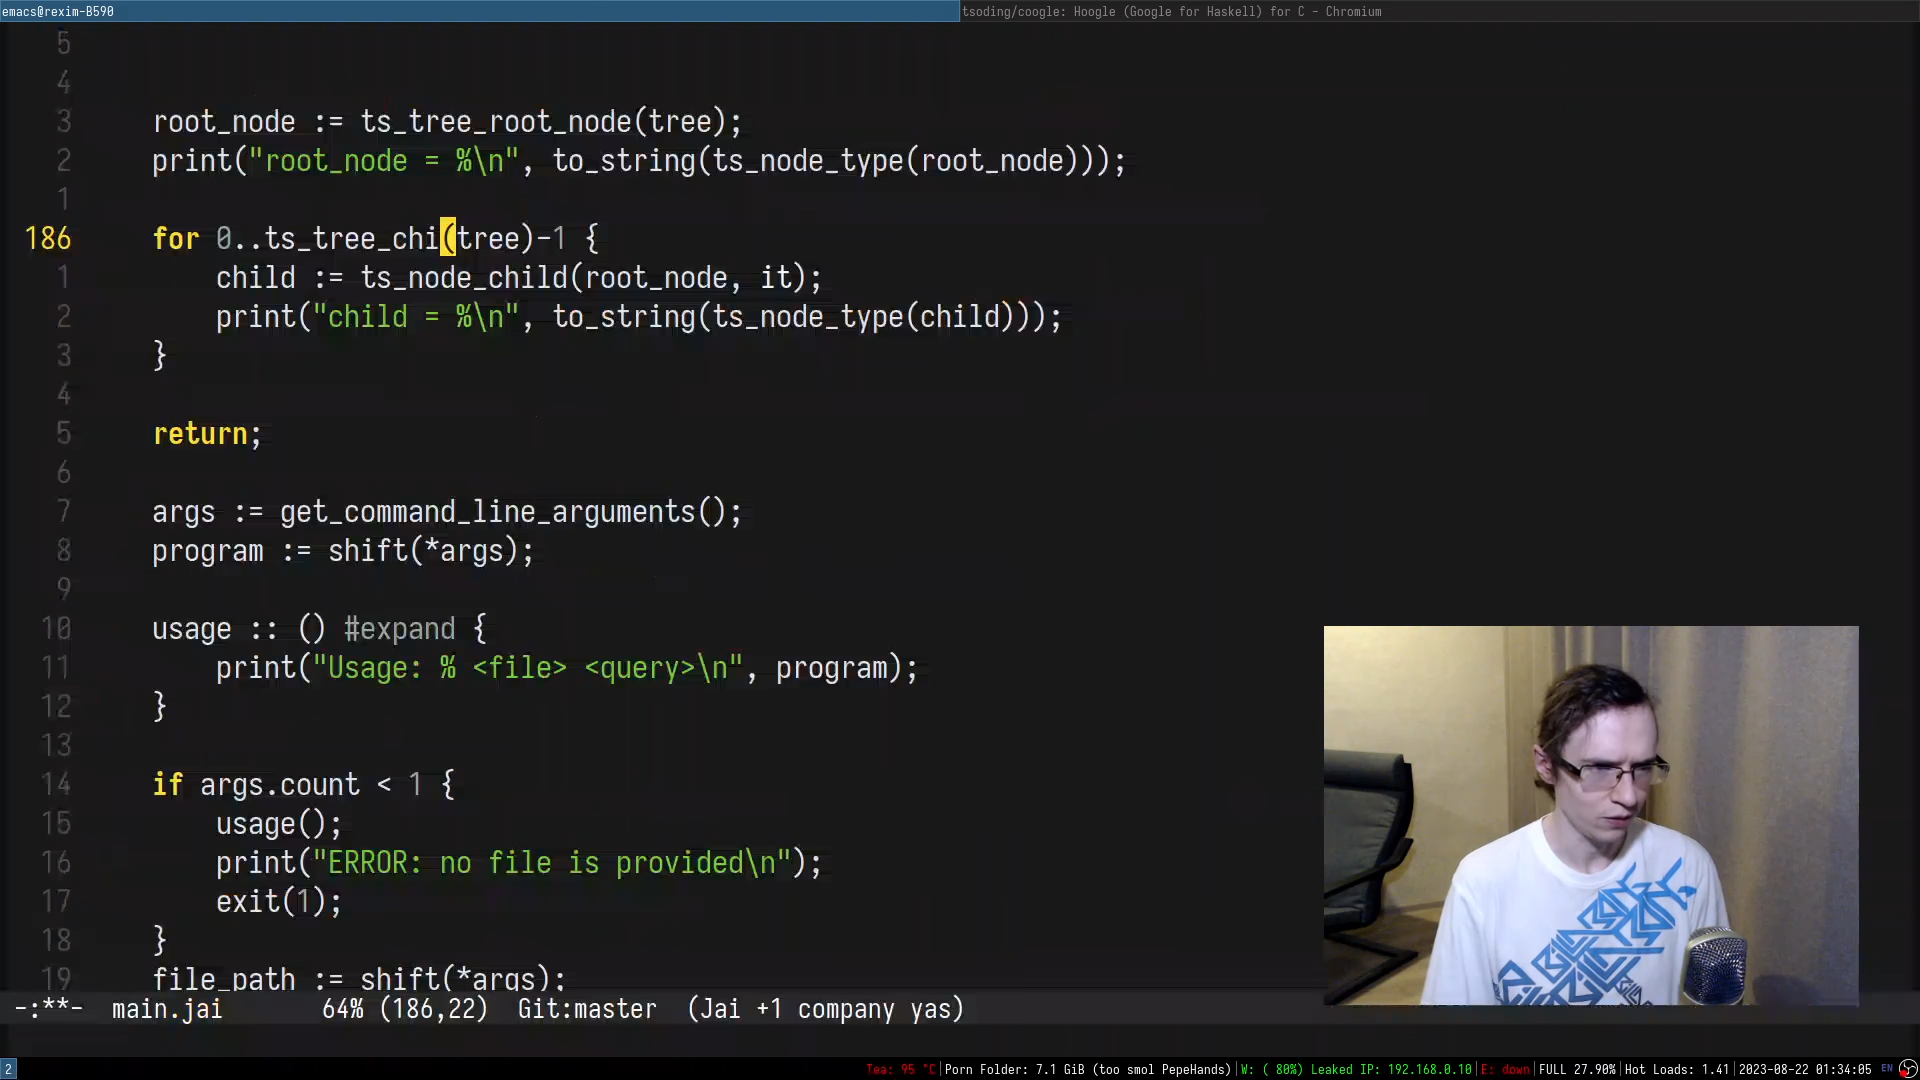 emacs@rexim-B590
tsoding/coogle: Hoogle (Google for Haskell) for C - Chromium
5
4
3 root_node := ts_tree_root_node(tree);
2 print("root_node = %\n", to_string(ts_node_type(root_node)));
1
186 for 0..ts_tree_chi(tree)-1 {
1 child := ts_node_child(root_node, it);
2 print("child = %\n", to_string(ts_node_type(child)));
3 }
4
5 return;
6
7 args := get_command_line_arguments();
8 program := shift(*args);
9
10 usage :: () #expand {
11 print("Usage: % <file> <query>\n", program);
12 }
13
14 if args.count < 1 {
15 usage();
16 print("ERROR: no file is provided\n");
17 exit(1);
18 }
19 file_path := shift(*args);
-:**- main.jai 64% (186,22) Git:master (Jai +1 company yas)
2
Tea: 95 °C|Porn Folder: 7.1 GiB (too smol PepeHands)|W: ( 80%) Leaked IP: 192.168.0.10|E: down|FULL 27.90%|Hot Loads: 1.41|2023-08-22 01:34:05 EN